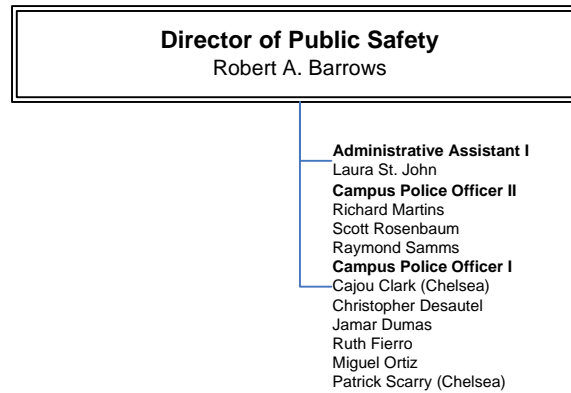 Director of Public Safety
Robert A. Barrows
Administrative Assistant I
Laura St. John
Campus Police Officer II
Richard Martins
Scott Rosenbaum
Raymond Samms
Campus Police Officer I
Cajou Clark (Chelsea)
Christopher Desautel
Jamar Dumas
Ruth Fierro
Miguel Ortiz
Patrick Scarry (Chelsea)